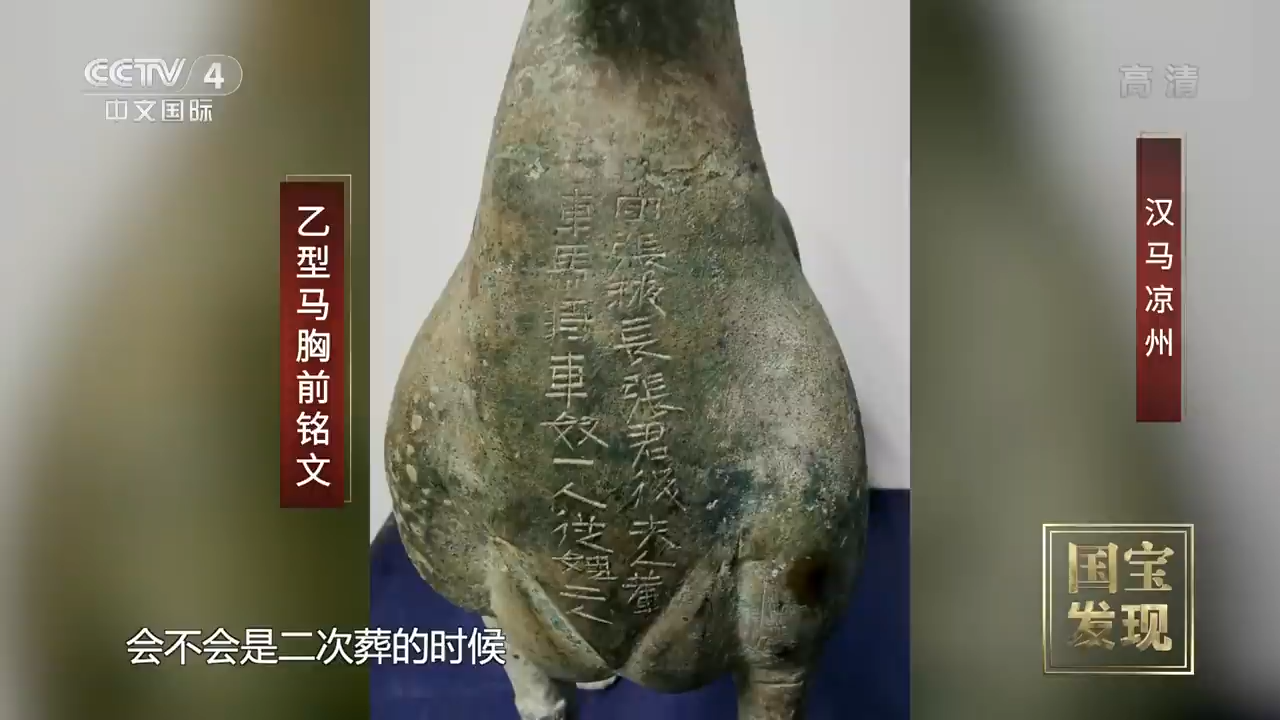 CCTV 4
中文国际
高清
乙型马胸前铭文
張掖長張君後夫人
車馬將車奴一人從婢二人
汉马凉州
国宝
发现
会不会是二次葬的时候